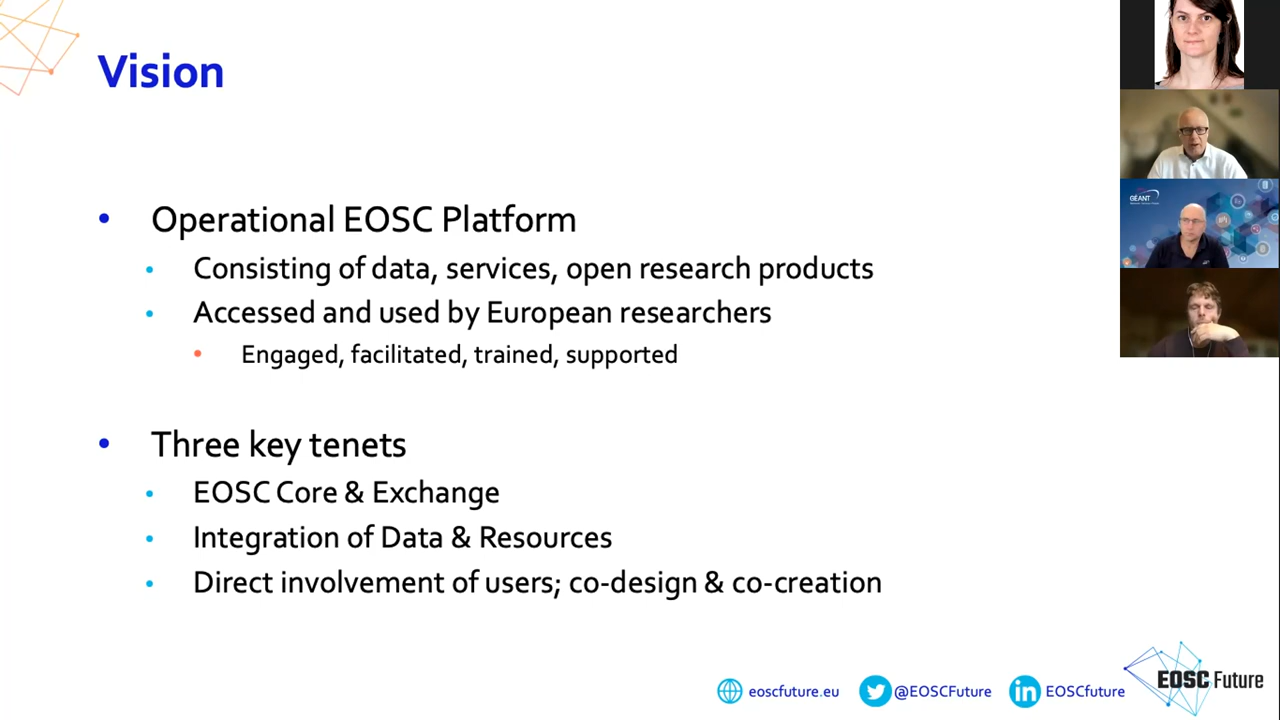 Vision
Operational EOSC Platform
Consisting of data, services, open research products
Accessed and used by European researchers
Engaged, facilitated, trained, supported
Three key tenets
EOSC Core & Exchange
Integration of Data & Resources
Direct involvement of users; co-design & co-creation
GÉANT
eoscfuture.eu
@EOSCFuture
in
EOSCfuture
EOSC Future